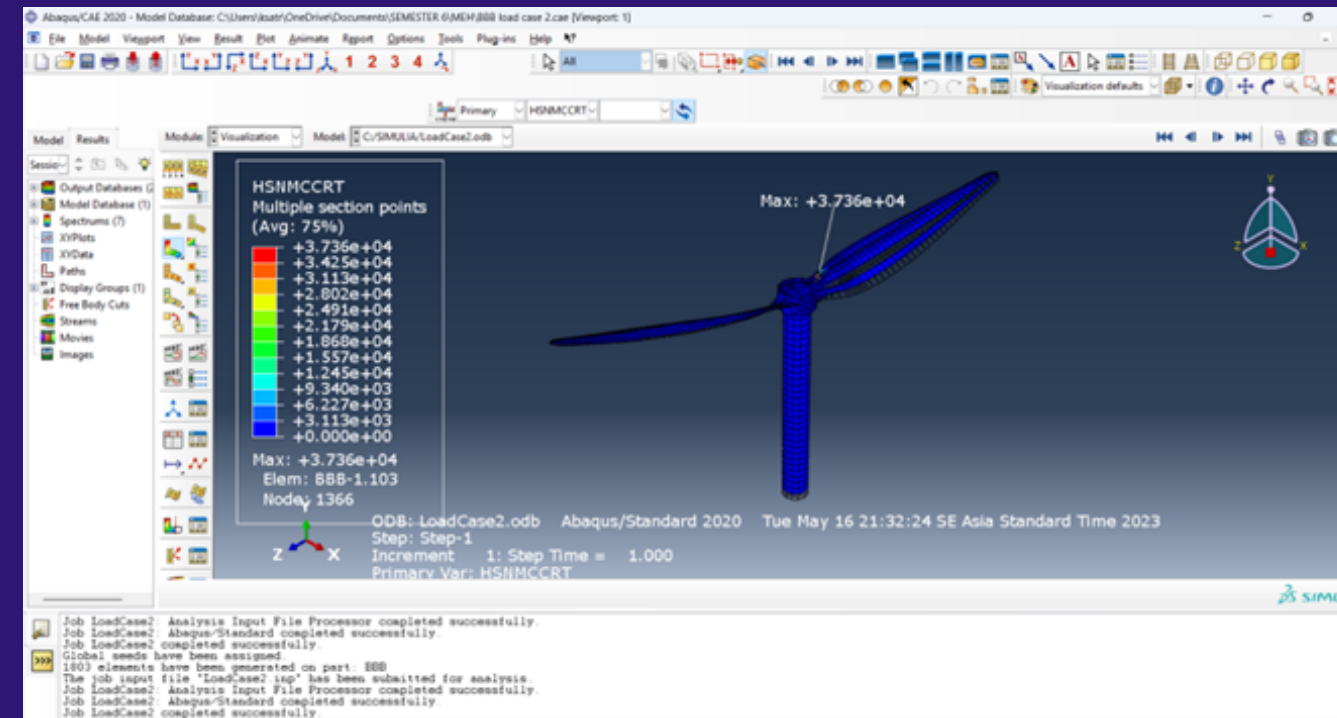 Abaqus/CAE 2020 - Model Database: C:\Users\ksatr\OneDrive\Documents\SEMESTER 6\MEH\BBB load case 2.cae [Viewport: 1]
File Model Viewport View Result Plot Animate Report Options Tools Plug-ins Help
1 2 3 4 All
Visualization defaults
Primary HSNMCCRT
Model Results Module: Visualization Model: C:/SIMULIA/LoadCase2.odb
Output Databases (2
Model Database (1)
Spectrums (7)
XYPlots
XYData
Paths
Display Groups (1)
Free Body Cuts
Streams
Movies
Images
HSNMCCRT
Multiple section points
(Avg: 75%)
+3.736e+04
+3.425e+04
+3.113e+04
+2.802e+04
+2.491e+04
+2.179e+04
+1.868e+04
+1.557e+04
+1.245e+04
+9.340e+03
+6.227e+03
+3.113e+03
+0.000e+00
Max: +3.736e+04
Elem: BBB-1.103
Node: 1366
Max: +3.736e+04
Y
Z X
Y
Z X
ODB: LoadCase2.odb Abaqus/Standard 2020 Tue May 16 21:32:24 SE Asia Standard Time 2023
Step: Step-1
Increment 1: Step Time = 1.000
Primary Var: HSNMCCRT
Job LoadCase2: Analysis Input File Processor completed successfully.
Job LoadCase2: Abaqus/Standard completed successfully.
Job LoadCase2 completed successfully.
Global seeds have been assigned.
1803 elements have been generated on part: BBB
The job input file "LoadCase2.inp" has been submitted for analysis.
Job LoadCase2: Analysis Input File Processor completed successfully.
Job LoadCase2: Abaqus/Standard completed successfully.
Job LoadCase2 completed successfully.